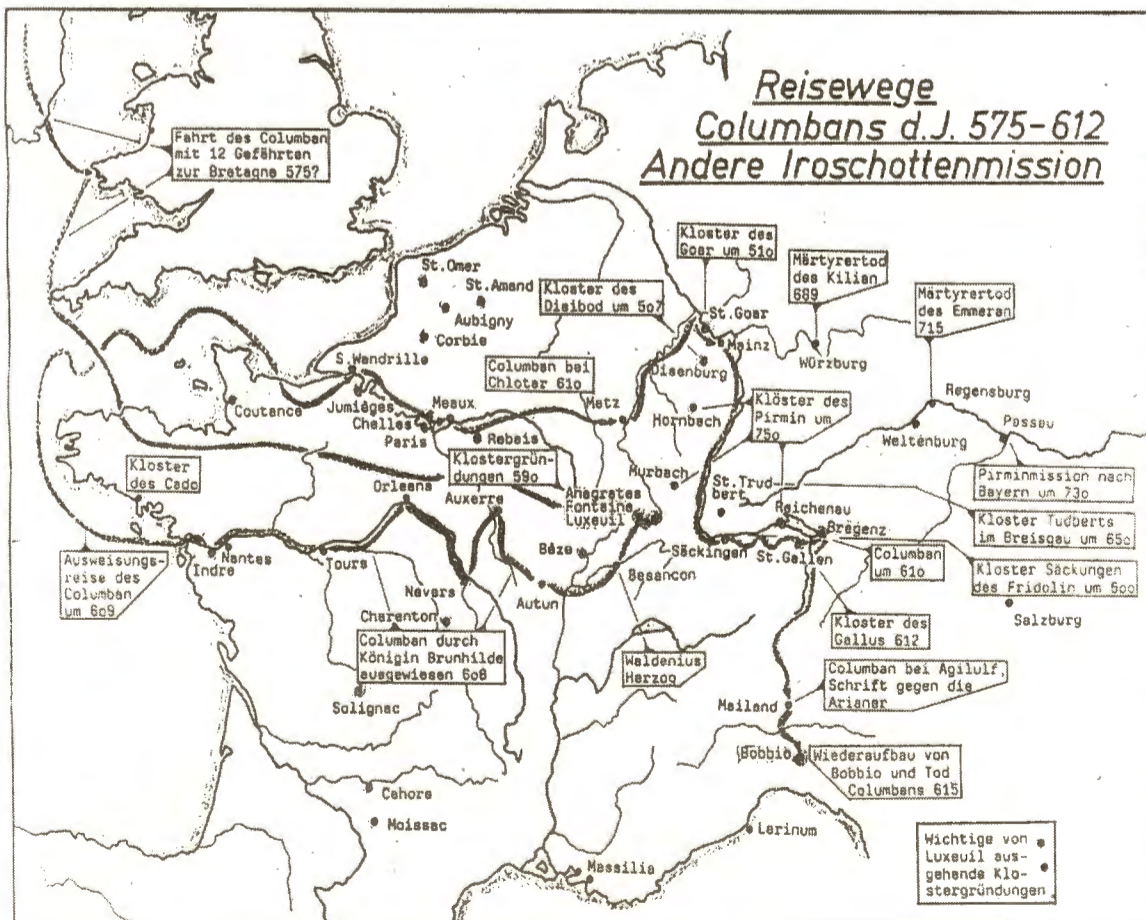 Reisewege
Columbans d.J. 575-612
Andere Iroschottenmission
Fahrt des Columban
mit 12 Gefährten
zur Bretagne 575?
Kloster des
Goar um 51o
Märtyrertod
des Kilian
689
Märtyrertod
des Emmeran
715
Kloster des
Disibod um 5o7
St.Omer
St.Amand
Aubigny
Corbie
St.Goar
Mainz
Würzburg
Disenburg
S.Wandrille
Columban bei
Chlotar 61o
Regensburg
Weltenburg
Passau
Coutance
Jumièges
Chelles
Paris
Meaux
Rebais
Metz
Hornbach
Klöster des
Pirmin um
75o
Klostergrün-
dungen 59o
Kloster
des Cado
Orleans
Auxerre
Anagrates
Fontaine
Luxeuil
Murbach
St.Trud
bert
Reichenau
Bregenz
Pirminmission nach
Bayern um 73o
Kloster Tudberts
im Breisgau um 65o
Kloster Säckungen
des Fridolin um 5oo
Ausweisungs-
reise des
Columban
um 6o9
Indre
Nantes
Tours
Nevers
Autun
Bèze
Besancon
Säckingen
St.Gallen
Columban
um 61o
Salzburg
Charenton
Columban durch
Königin Brunhilde
ausgewiesen 6o8
Waldenius
Herzog
Kloster des
Gallus 612
Solignac
Columban bei Agilulf,
Schrift gegen die
Arianer
Mailand
Bobbio
Wiederaufbau von
Bobbio und Tod
Columbans 615
Cahors
Moissac
Massilia
Lerinum
Wichtige von
Luxeuil aus-
gehende Klo-
stergründungen